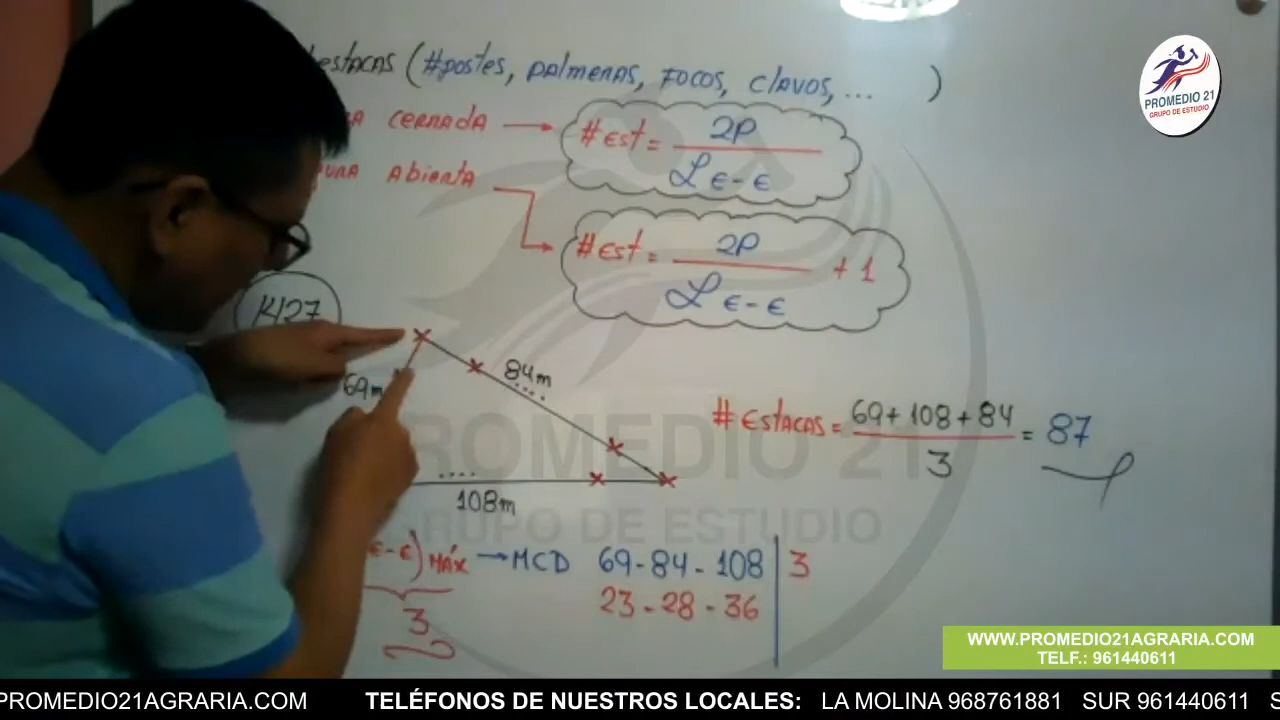 estacas (#postes, palmeras, focos, clavos, ... )
cerrada → #Est = 2P
L E-E
abierta → #Est = 2P + 1
L E-E
14/27
69m
84m
....
....
108m
# Estacas = 69+108+84 = 87
3
E-E) MÁX → MCD 69-84-108 | 3
23-28-36
3
PROMEDIO 21
GRUPO DE ESTUDIO
PROMEDIO 21
GRUPO DE ESTUDIO
WWW.PROMEDIO21AGRARIA.COM
TELF.: 961440611
PROMEDIO21AGRARIA.COM TELÉFONOS DE NUESTROS LOCALES: LA MOLINA 968761881 SUR 961440611 S